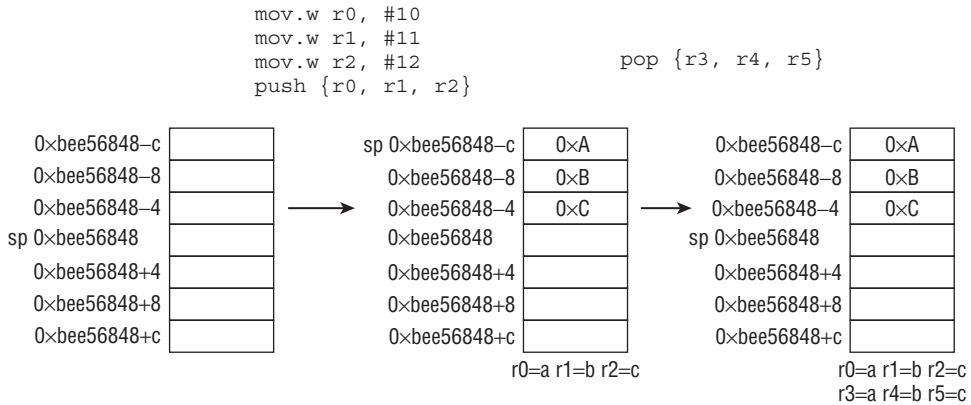 mov.w r0, #10
mov.w r1, #11
mov.w r2, #12
push {r0, r1, r2}
pop {r3, r4, r5}
0×bee56848–c
0×bee56848–8
0×bee56848–4
sp 0×bee56848
0×bee56848+4
0×bee56848+8
0×bee56848+c
sp 0×bee56848–c 0×A
0×bee56848–8 0×B
0×bee56848–4 0×C
0×bee56848
0×bee56848+4
0×bee56848+8
0×bee56848+c
r0=a r1=b r2=c
0×bee56848–c 0×A
0×bee56848–8 0×B
0×bee56848–4 0×C
sp 0×bee56848
0×bee56848+4
0×bee56848+8
0×bee56848+c
r0=a r1=b r2=c
r3=a r4=b r5=c